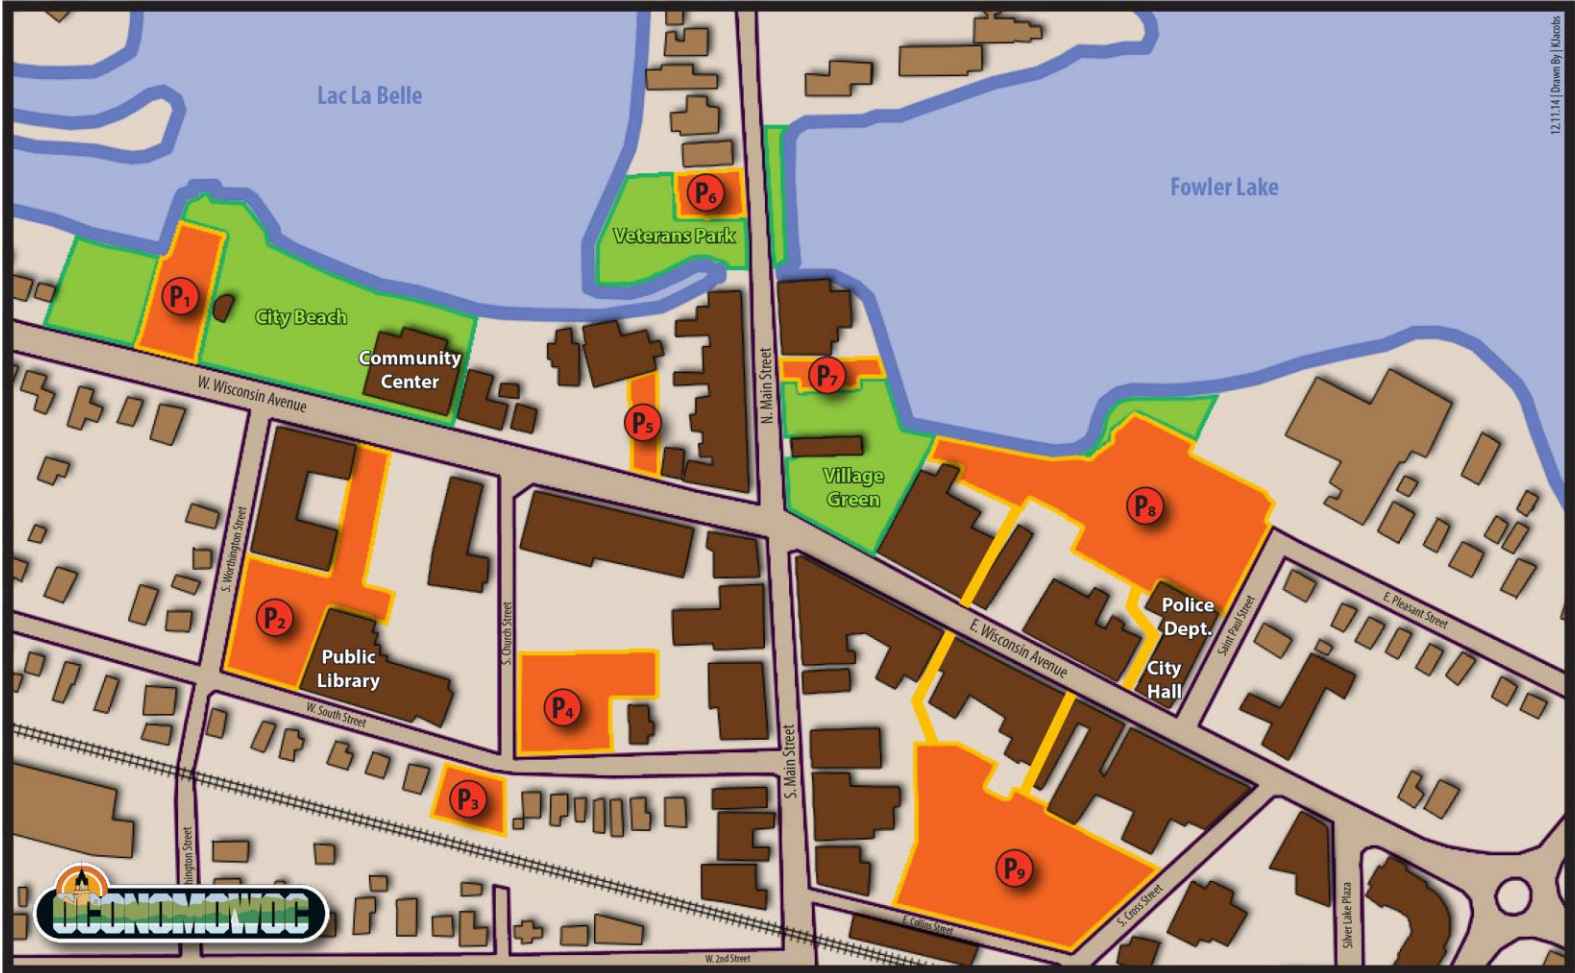 12.11.14 | Drawn By | KJacobs
Lac La Belle
Fowler Lake
P6
Veterans Park
P1
City Beach
Community
Center
N. Main Street
P7
W. Wisconsin Avenue
P5
Village
Green
P8
S. Worthington Street
E. Pleasant Street
Police
Dept.
Saint Paul Street
P2
S. Church Street
E. Wisconsin Avenue
Public
Library
City
Hall
P4
W. South Street
S. Main Street
P3
P9
OCONOMOWOC
S. Cross Street
Silver Lake Plaza
E. Collins Street
W. 2nd Street